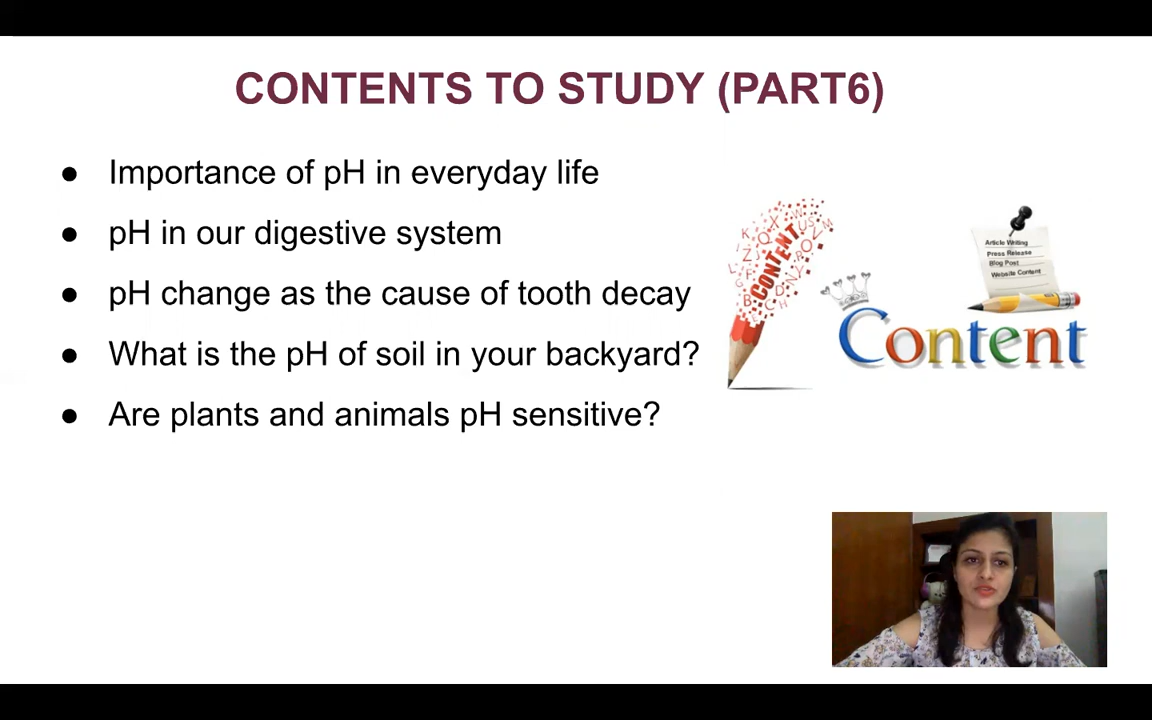 CONTENTS TO STUDY (PART6)
● Importance of pH in everyday life
● pH in our digestive system
● pH change as the cause of tooth decay
● What is the pH of soil in your backyard?
● Are plants and animals pH sensitive?
CONTENT
Article Writing
Press Release
Blog Post
Website Content
Content